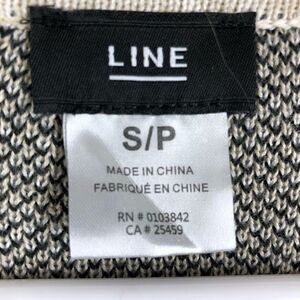 LINE
S/P
MADE IN CHINA
FABRIQUÉ EN CHINE
RN # 0103842
CA # 25459